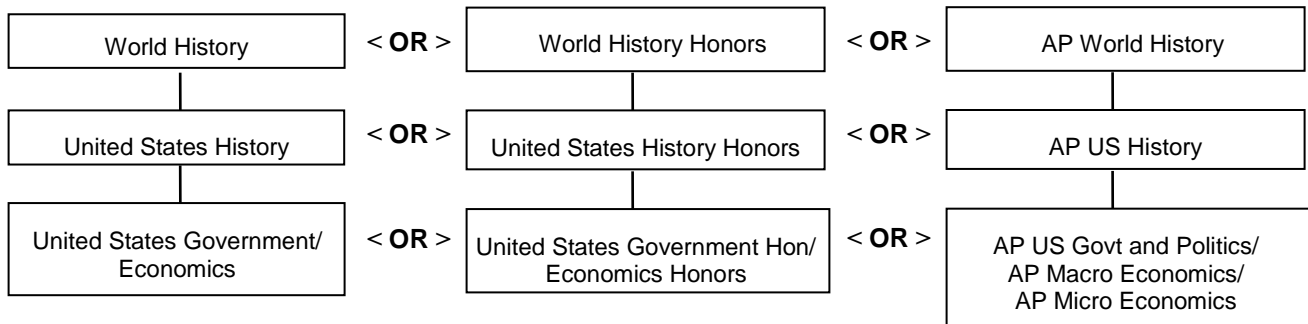 World History < OR > World History Honors < OR > AP World History
United States History < OR > United States History Honors < OR > AP US History
United States Government/
Economics
< OR >
United States Government Hon/
Economics Honors
< OR >
AP US Govt and Politics/
AP Macro Economics/
AP Micro Economics